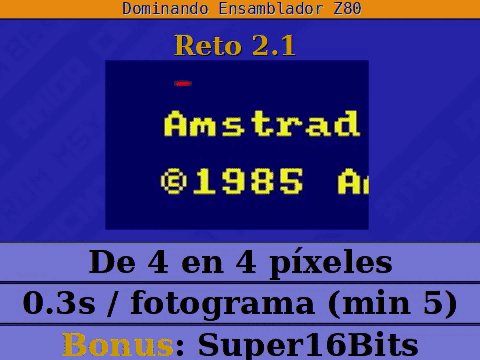 Dominando Ensamblador Z80
Reto 2.1
Amstrad
©1985
De 4 en 4 píxeles
0.3s / fotograma (min 5)
Bonus: Super16Bits